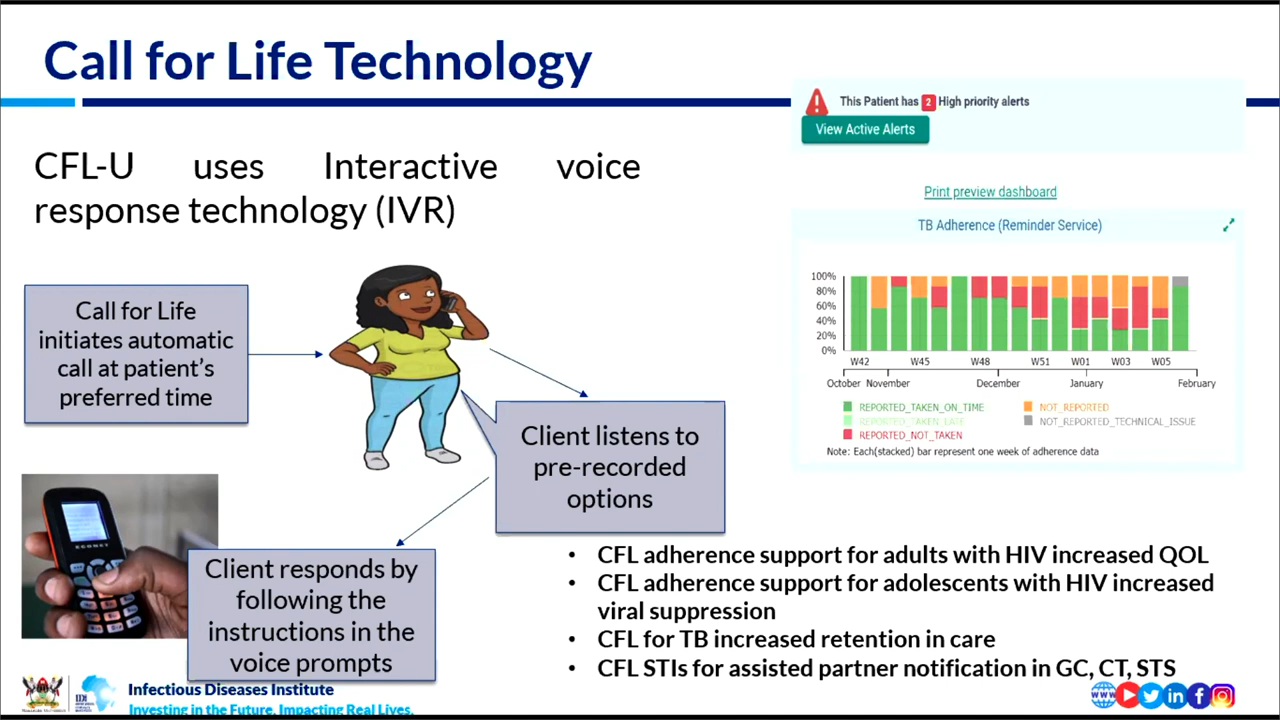 Call for Life Technology
CFL-U uses Interactive voice
response technology (IVR)
Call for Life
initiates automatic
call at patient's
preferred time
Client listens to
pre-recorded
options
Client responds by
following the
instructions in the
voice prompts
This Patient has 2 High priority alerts
View Active Alerts
Print preview dashboard
TB Adherence (Reminder Service)
100%
80%
60%
40%
20%
0%
W42 W45 W48 W51 W01 W03 W05
October November December January February
REPORTED_TAKEN_ON_TIME NOT_REPORTED
REPORTED_TAKEN_LATE NOT_REPORTED_TECHNICAL_ISSUE
REPORTED_NOT_TAKEN
Note: Each(stacked) bar represent one week of adherence data
• CFL adherence support for adults with HIV increased QOL
• CFL adherence support for adolescents with HIV increased
viral suppression
• CFL for TB increased retention in care
• CFL STIs for assisted partner notification in GC, CT, STS
ECONET
IDI
Infectious Diseases Institute
Investing in the Future. Impacting Real Lives.